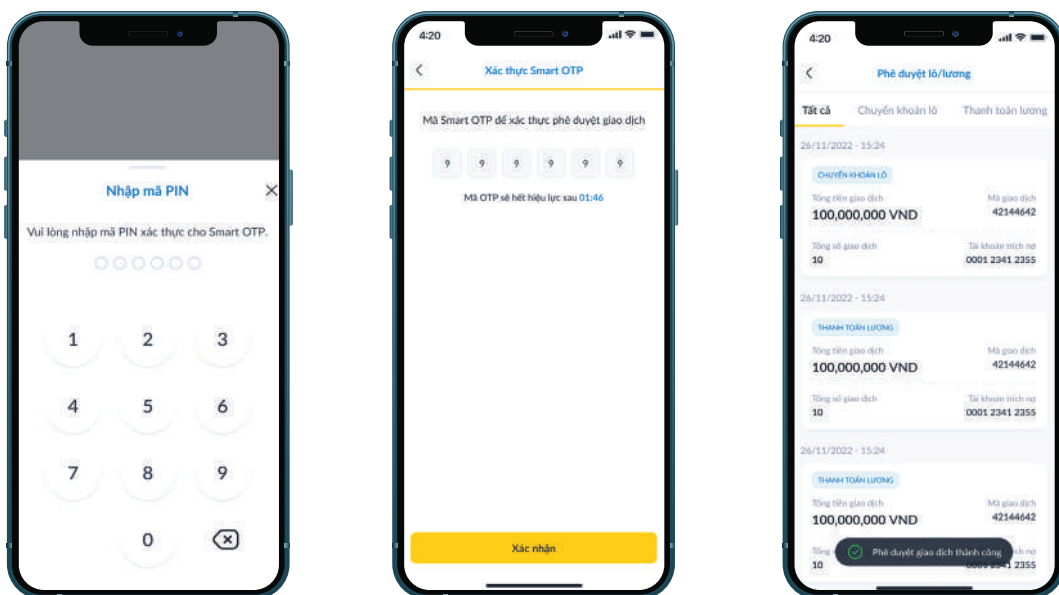 Nhập mã PIN
Vui lòng nhập mã PIN xác thực cho Smart OTP.
1 2 3
4 5 6
7 8 9
0
4:20
Xác thực Smart OTP
Mã Smart OTP để xác thực phê duyệt giao dịch
9 9 9 9 9 9
Mã OTP sẽ hết hiệu lực sau 01:46
Xác nhận
4:20
Phê duyệt lô/lương
Tất cả Chuyển khoản lô Thanh toán lương
26/11/2022 - 15:24
CHUYỂN KHOẢN LÔ
Tổng tiền giao dịch Mã giao dịch
100,000,000 VND 42144642
Tổng số giao dịch Tài khoản trích nợ
10 0001 2341 2355
26/11/2022 - 15:24
THANH TOÁN LƯƠNG
Tổng tiền giao dịch Mã giao dịch
100,000,000 VND 42144642
Tổng số giao dịch Tài khoản trích nợ
10 0001 2341 2355
26/11/2022 - 15:24
THANH TOÁN LƯƠNG
Tổng tiền giao dịch Mã giao dịch
100,000,000 VND 42144642
Tổng
Phê duyệt giao dịch thành công
10 0001 2341 2355